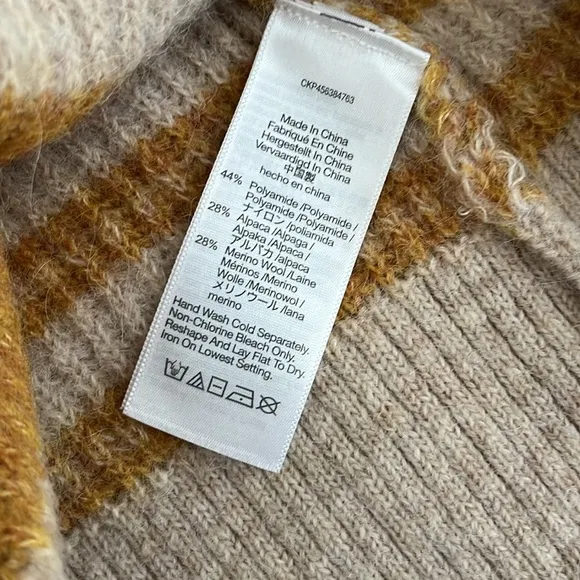 CKP456384763
Made In China
Fabriqué En Chine
Hergestellt In China
Vervaardigd In China
中国製
hecho en china
44% Polyamide /Polyamide /
Polyamide /Polyamide /
ナイロン /poliamida
28% Alpaca /Alpaga /
Alpaka /Alpaca /
アルパカ /alpaca
28% Merino Wool /Laine
Mérinos /Merino
Wolle /Merinowol /
メリノウール /lana
merino
Hand Wash Cold Separately.
Non-Chlorine Bleach Only.
Reshape And Lay Flat To Dry.
Iron On Lowest Setting.